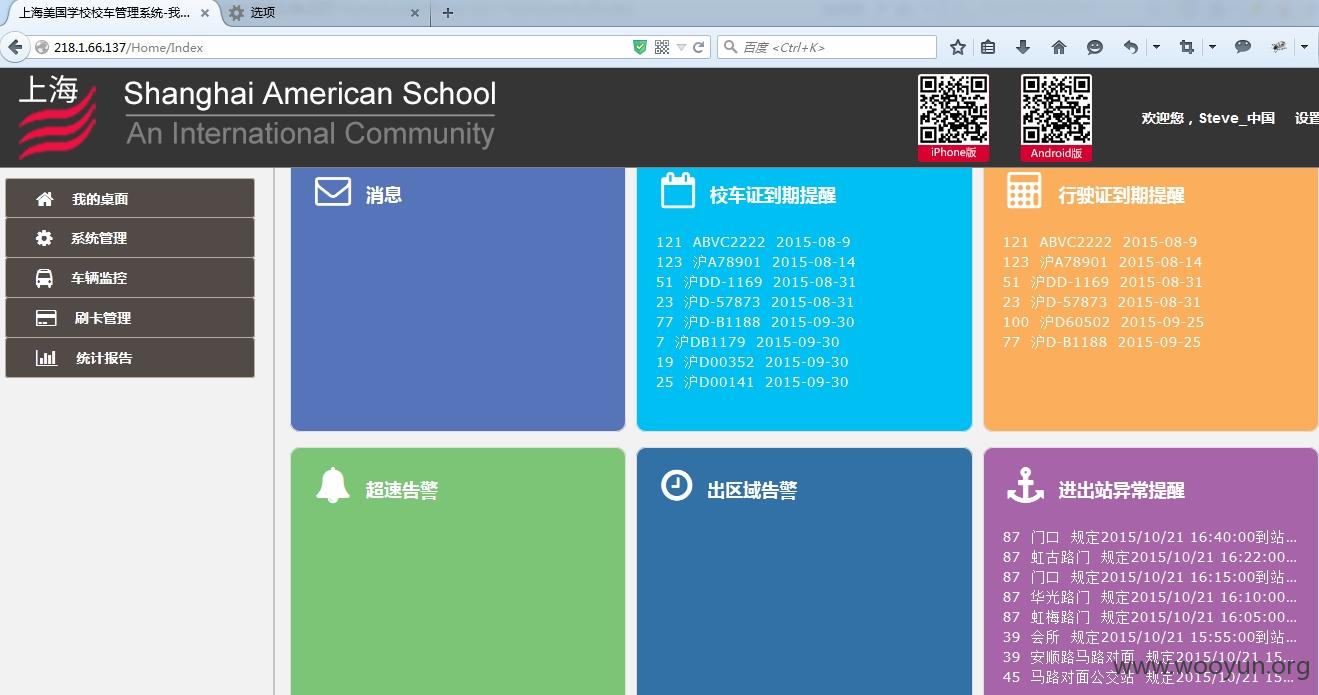 上海美国学校校车管理系统-我...
选项
218.1.66.137/Home/Index
百度 <Ctrl+K>
上海
Shanghai American School
An International Community
iPhone版
Android版
欢迎您，Steve_中国
设置
我的桌面
系统管理
车辆监控
刷卡管理
统计报告
消息
校车证到期提醒
121 ABVC2222 2015-08-9
123 沪A78901 2015-08-14
51 沪DD-1169 2015-08-31
23 沪D-57873 2015-08-31
77 沪D-B1188 2015-09-30
7 沪DB1179 2015-09-30
19 沪D00352 2015-09-30
25 沪D00141 2015-09-30
行驶证到期提醒
121 ABVC2222 2015-08-9
123 沪A78901 2015-08-14
51 沪DD-1169 2015-08-31
23 沪D-57873 2015-08-31
100 沪D60502 2015-09-25
77 沪D-B1188 2015-09-25
超速告警
出区域告警
进出站异常提醒
87 门口 规定2015/10/21 16:40:00到站...
87 虹古路门 规定2015/10/21 16:22:00...
87 门口 规定2015/10/21 16:15:00到站...
87 华光路门 规定2015/10/21 16:10:00...
87 虹梅路门 规定2015/10/21 16:05:00...
39 会所 规定2015/10/21 15:55:00到站...
39 安顺路马路对面 规定2015/10/21 15...
45 马路对面公交站 规定2015/10/21 15...
www.wooyun.org